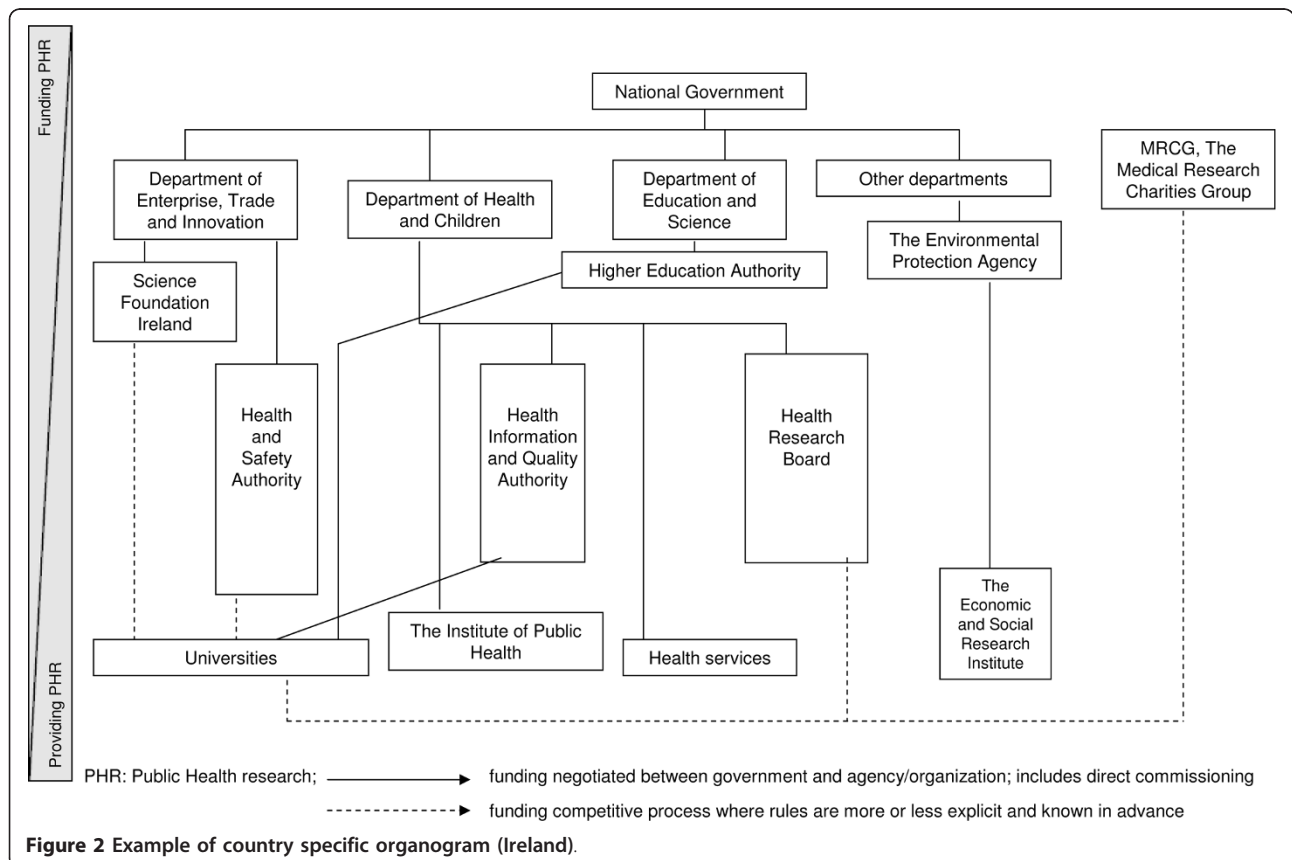 Funding PHR
Providing PHR
National Government
Department of
Enterprise, Trade
and Innovation
Department of Health
and Children
Department of
Education and
Science
Other departments
MRCG, The
Medical Research
Charities Group
Science
Foundation
Ireland
Higher Education Authority
The Environmental
Protection Agency
Health
and
Safety
Authority
Health
Information
and Quality
Authority
Health
Research
Board
Universities
The Institute of Public
Health
Health services
The
Economic
and Social
Research
Institute
PHR: Public Health research; funding negotiated between government and agency/organization; includes direct commissioning
funding competitive process where rules are more or less explicit and known in advance
Figure 2 Example of country specific organogram (Ireland).